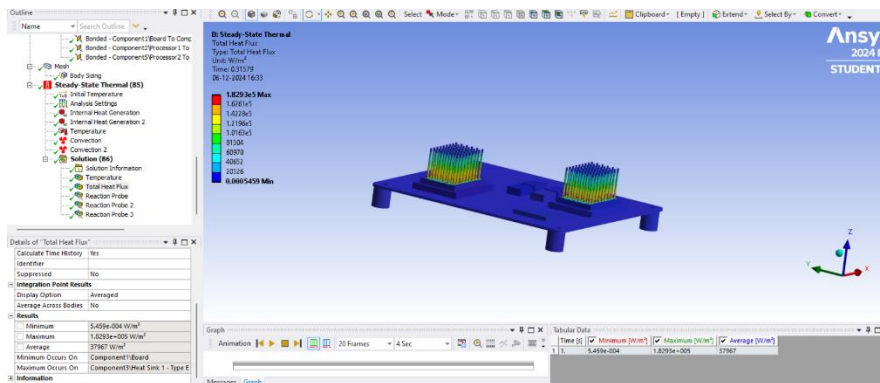 Outline
Name
Search Outline
Bonded - Component1\Board To Comp
Bonded - Component1\Processor1 To
Bonded - Component5\Processor2 To
Mesh
Body Sizing
Steady-State Thermal (B5)
Initial Temperature
Analysis Settings
Internal Heat Generation
Internal Heat Generation 2
Temperature
Convection
Convection 2
Solution (B6)
Solution Information
Temperature
Total Heat Flux
Reaction Probe
Reaction Probe 2
Reaction Probe 3
Details of "Total Heat Flux"
Calculate Time History Yes
Identifier
Suppressed No
Integration Point Results
Display Option Averaged
Average Across Bodies No
Results
Minimum 5.459e-004 W/m²
Maximum 1.8293e+005 W/m²
Average 37967 W/m²
Minimum Occurs On Component1\Board
Maximum Occurs On Component3\Heat Sink 1 - Type E
Information
Select Mode Clipboard [ Empty ] Extend Select By Convert
B: Steady-State Thermal
Total Heat Flux
Type: Total Heat Flux
Unit: W/m²
Time: 0.31579
06-12-2024 16:33
1.8293e5 Max
1.6261e5
1.4228e5
1.2196e5
1.0163e5
81304
60978
40652
20326
0.0005459 Min
Ansy
2024
STUDENT
Z
Y
X
Graph
Animation 20 Frames 4 Sec
Messages Graph
Tabular Data
Time [s] Minimum [W/m²] Maximum [W/m²] Average [W/m²]
1 1. 5.459e-004 1.8293e+005 37967